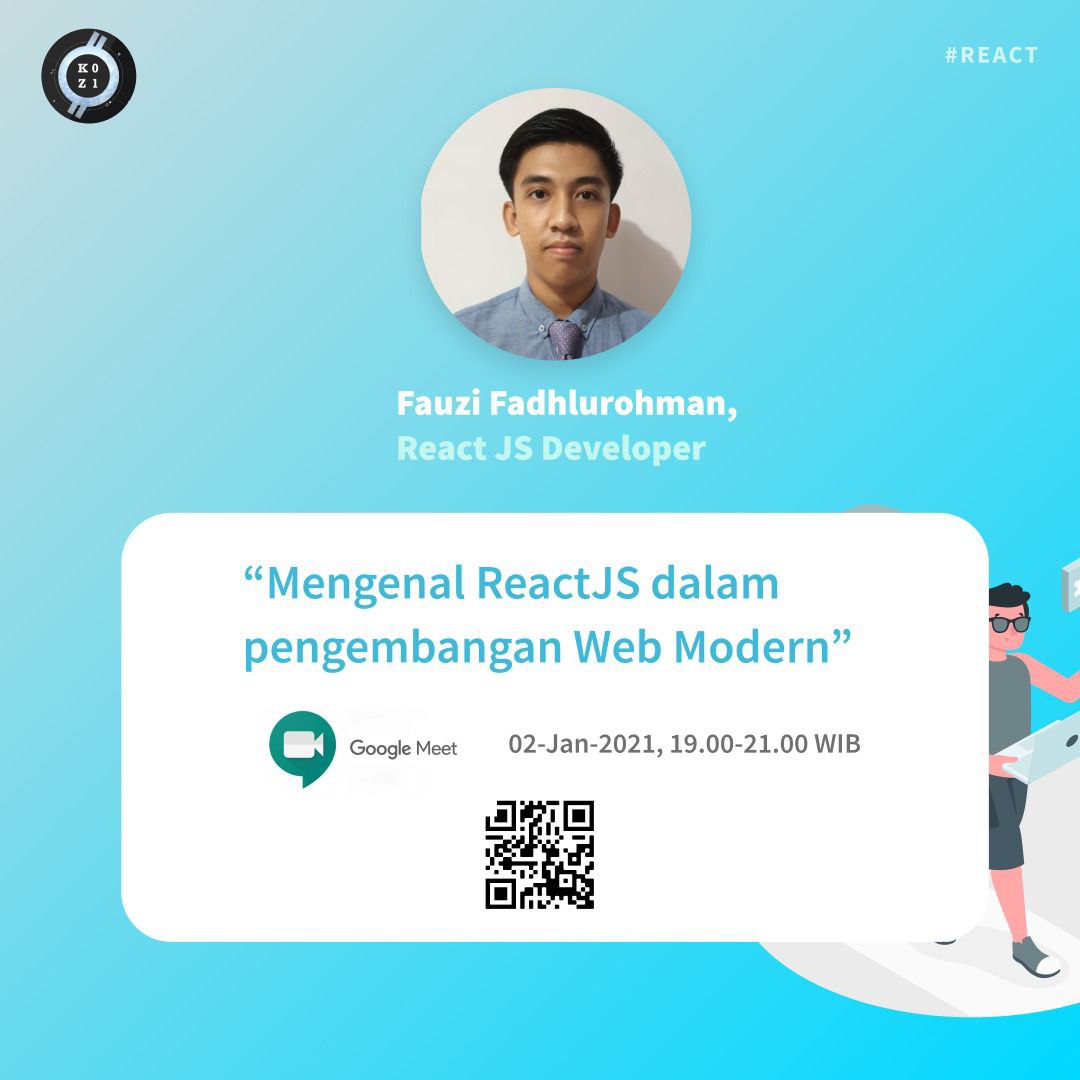 K0
Z1
#REACT
Fauzi Fadhlurohman,
React JS Developer
“Mengenal ReactJS dalam
pengembangan Web Modern”
Google Meet
02-Jan-2021, 19.00-21.00 WIB